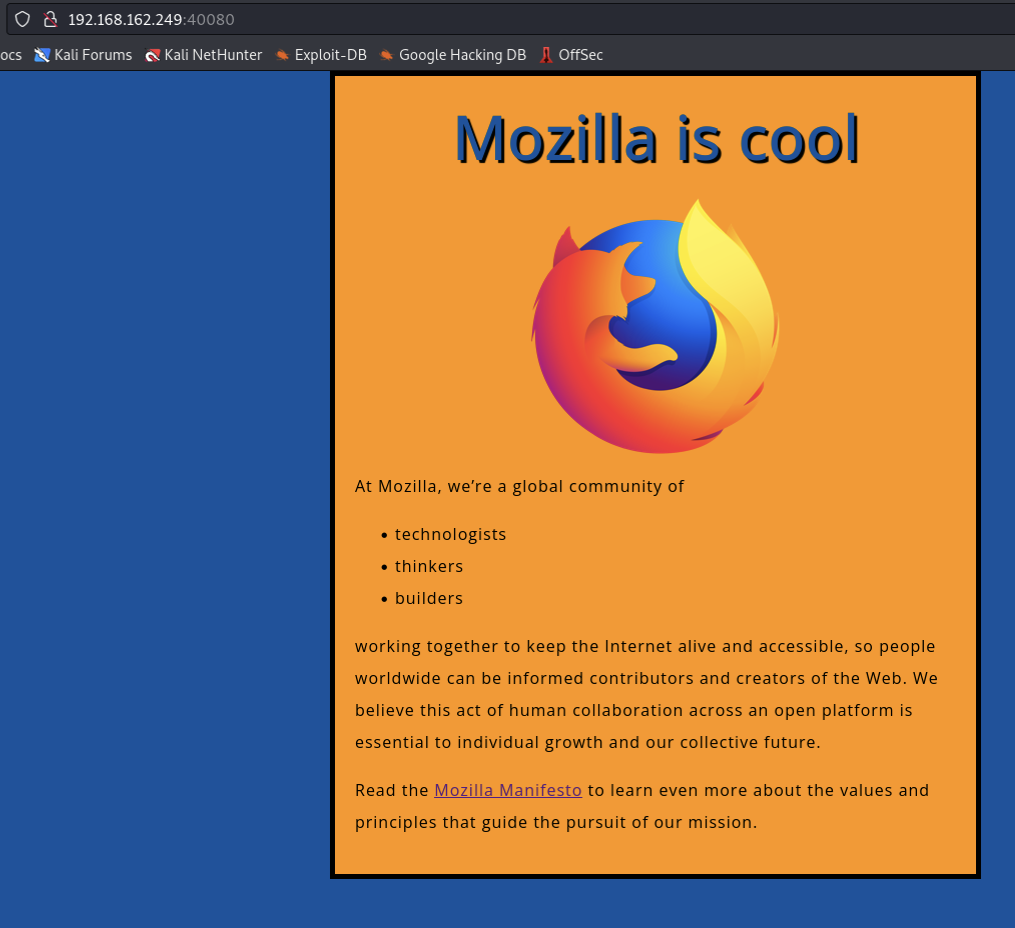 192.168.162.249:40080
ocs Kali Forums Kali NetHunter Exploit-DB Google Hacking DB OffSec
Mozilla is cool
At Mozilla, we’re a global community of
• technologists
• thinkers
• builders
working together to keep the Internet alive and accessible, so people
worldwide can be informed contributors and creators of the Web. We
believe this act of human collaboration across an open platform is
essential to individual growth and our collective future.
Read the Mozilla Manifesto to learn even more about the values and
principles that guide the pursuit of our mission.